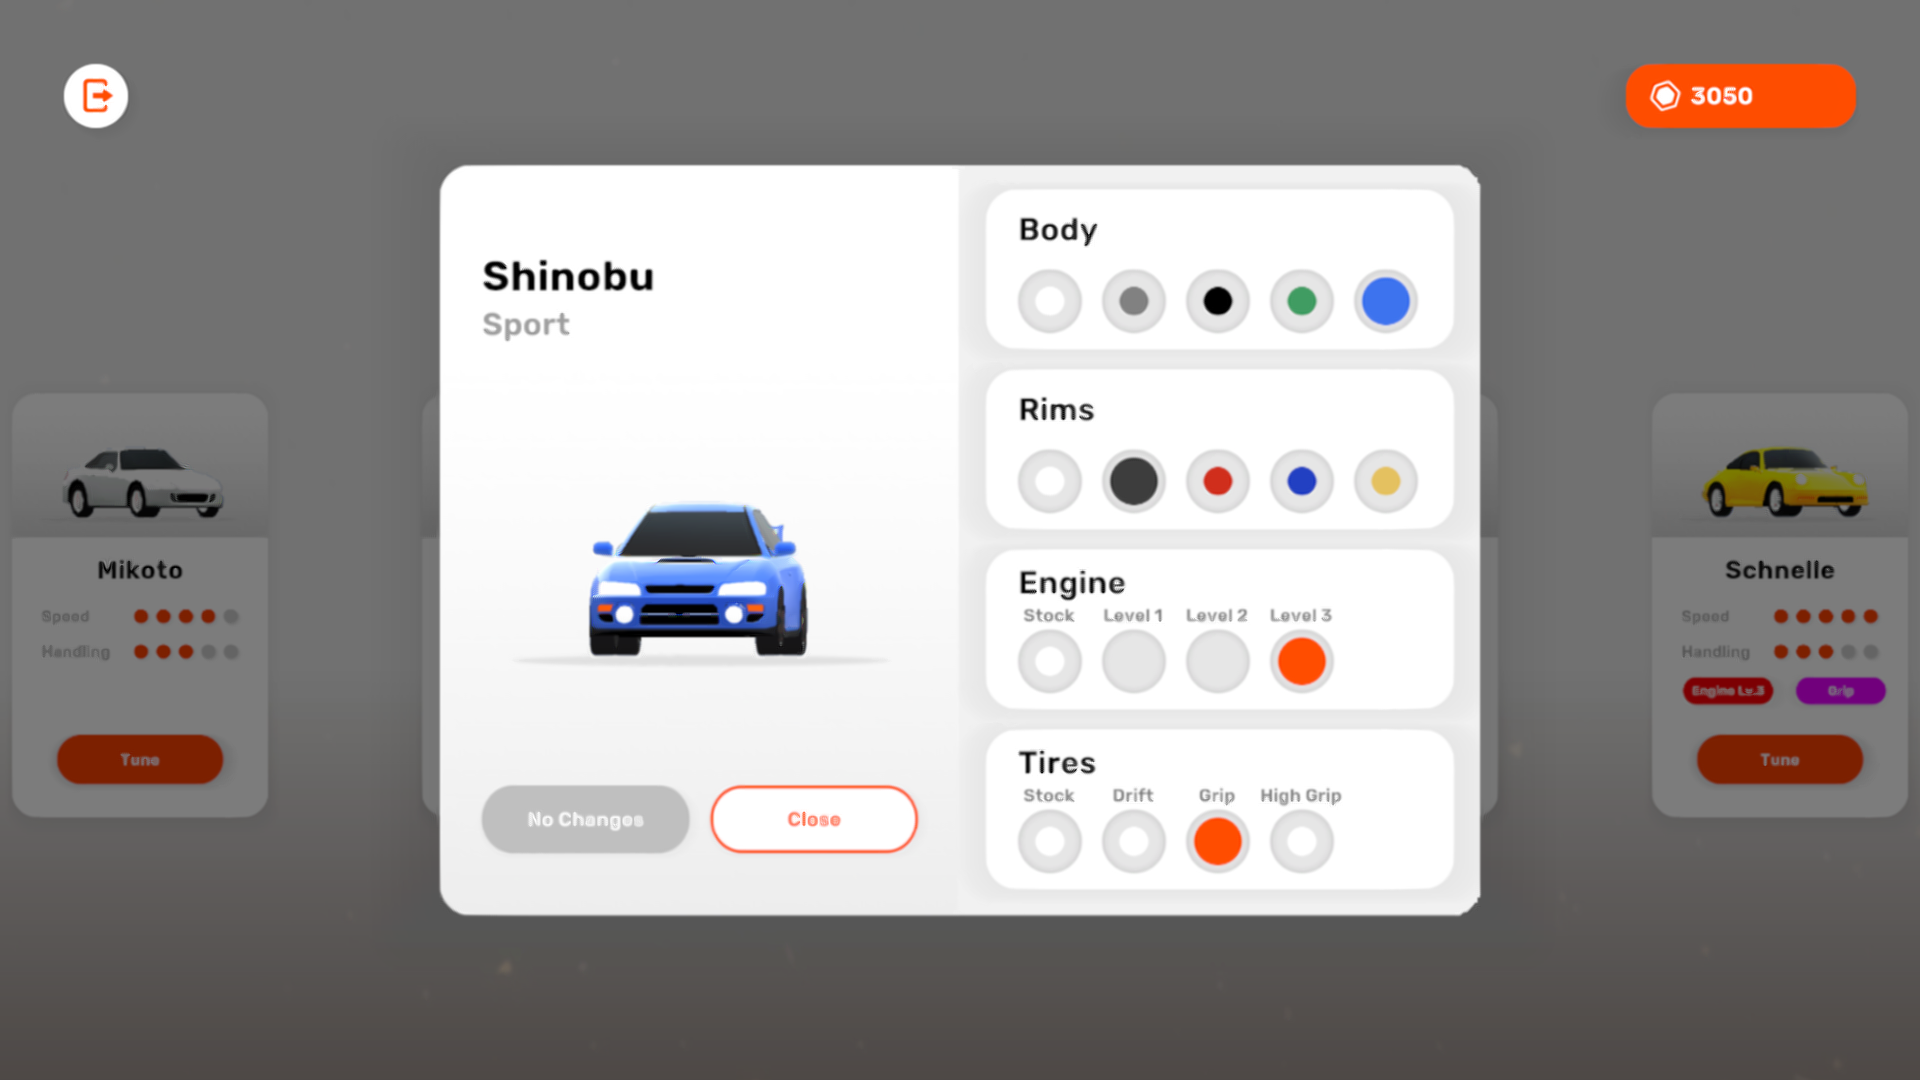 3050
Shinobu
Sport
No Changes
Close
Body
Rims
Engine
Stock Level 1 Level 2 Level 3
Tires
Stock Drift Grip High Grip
Mikoto
Speed
Handling
Tune
Schnelle
Speed
Handling
Engine Lv.3 Grip
Tune